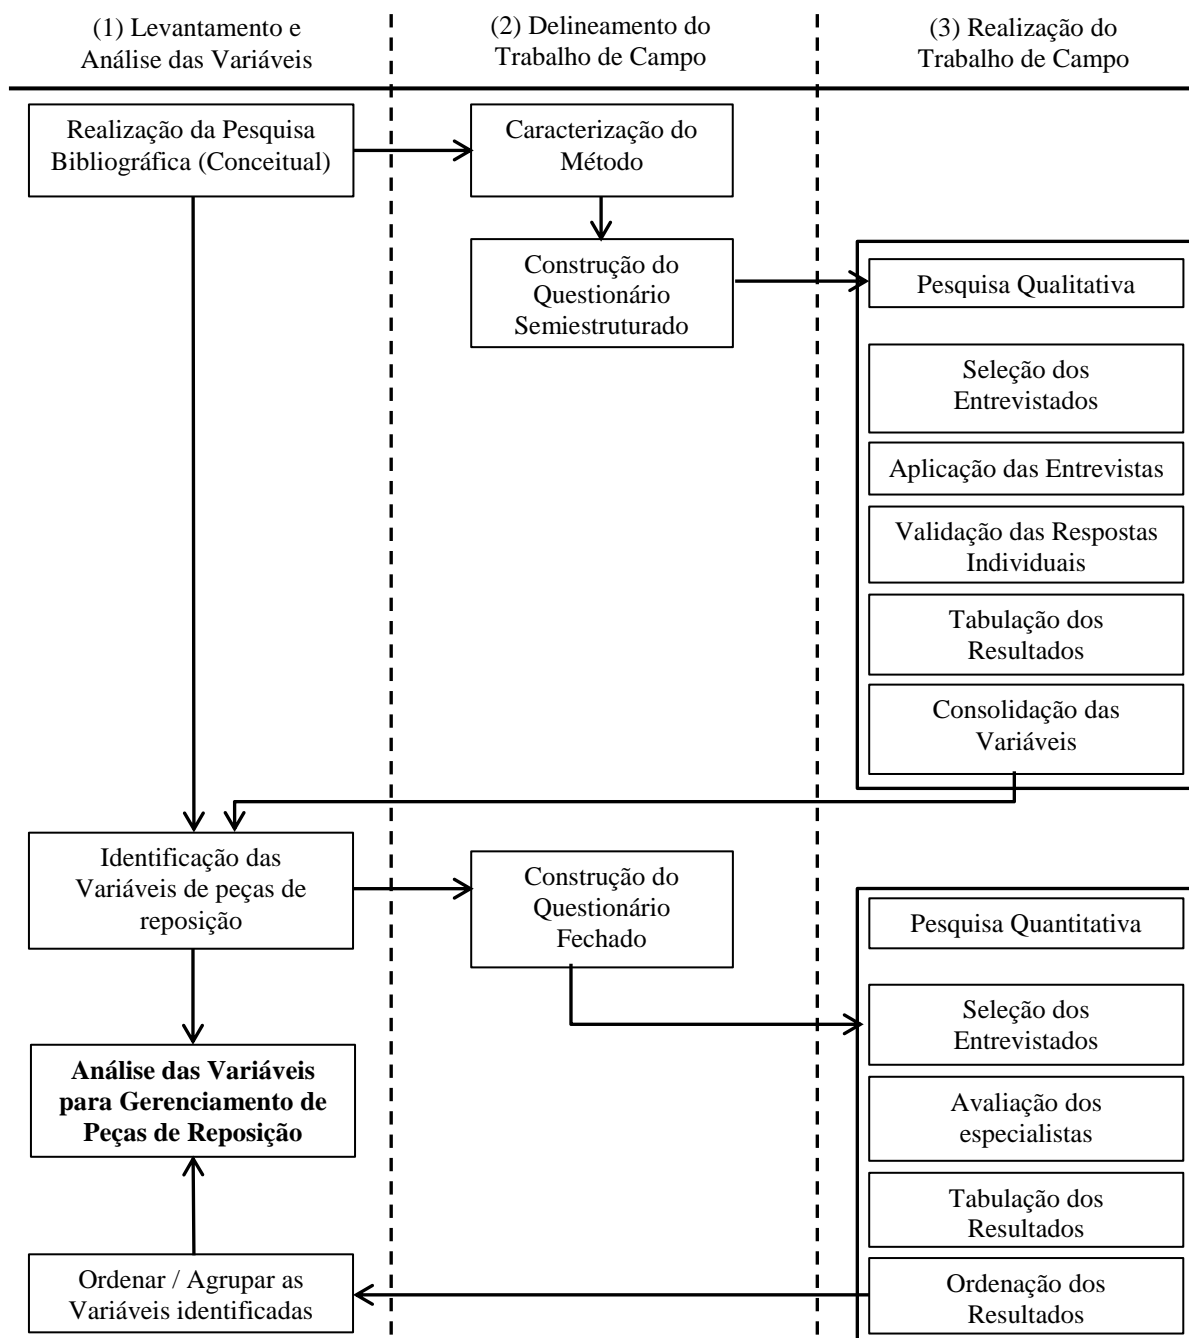 (1) Levantamento e
Análise das Variáveis
(2) Delineamento do
Trabalho de Campo
(3) Realização do
Trabalho de Campo
Realização da Pesquisa
Bibliográfica (Conceitual)
Caracterização do
Método
Construção do
Questionário
Semiestruturado
Pesquisa Qualitativa
Seleção dos
Entrevistados
Aplicação das Entrevistas
Validação das Respostas
Individuais
Tabulação dos
Resultados
Consolidação das
Variáveis
Identificação das
Variáveis de peças de
reposição
Construção do
Questionário
Fechado
Pesquisa Quantitativa
Seleção dos
Entrevistados
Análise das Variáveis
para Gerenciamento de
Peças de Reposição
Avaliação dos
especialistas
Tabulação dos
Resultados
Ordenar / Agrupar as
Variáveis identificadas
Ordenação dos
Resultados